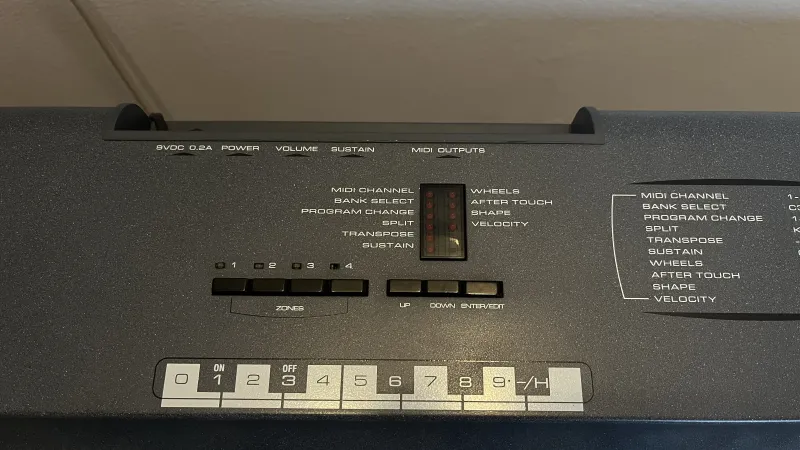 9VDC 0.2A POWER VOLUME SUSTAIN MIDI OUTPUTS
MIDI CHANNEL
BANK SELECT
PROGRAM CHANGE
SPLIT
TRANSPOSE
SUSTAIN
WHEELS
AFTER TOUCH
SHAPE
VELOCITY
MIDI CHANNEL 1-
BANK SELECT
PROGRAM CHANGE 1
SPLIT K
TRANSPOSE
SUSTAIN
WHEELS
AFTER TOUCH
SHAPE
VELOCITY
1 2 3 4
ZONES
UP DOWN ENTER/EDIT
ON OFF
0 1 2 3 4 5 6 7 8 9 -/H